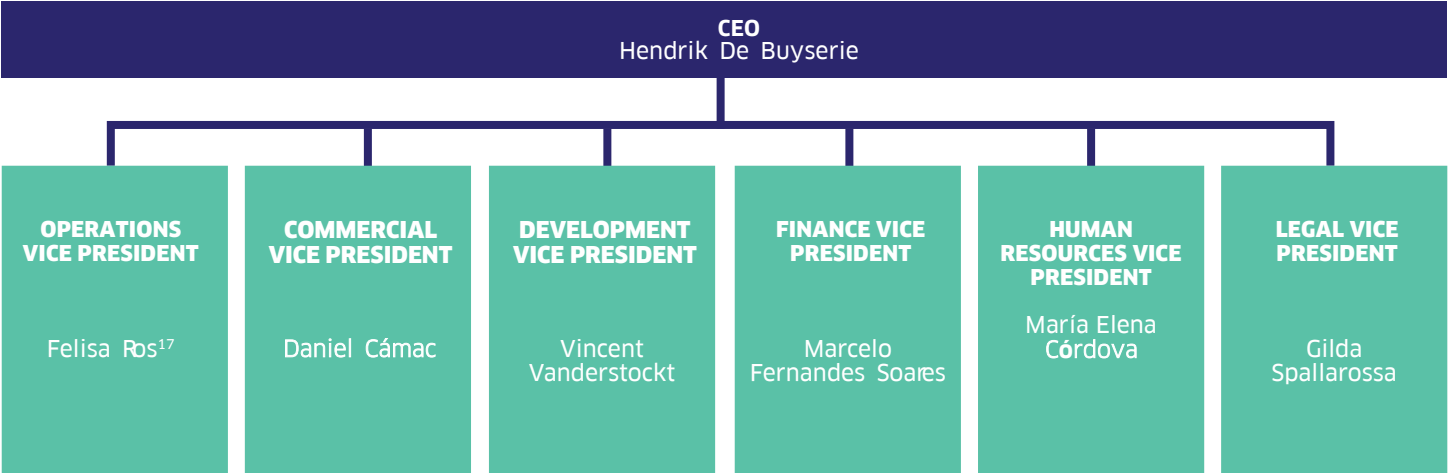 CEO
Hendrik De Buyserie
OPERATIONS
VICE PRESIDENT
Felisa Ros¹⁷
COMMERCIAL
VICE PRESIDENT
Daniel Cámac
DEVELOPMENT
VICE PRESIDENT
Vincent
Vanderstockt
FINANCE VICE
PRESIDENT
Marcelo
Fernandes Soares
HUMAN
RESOURCES VICE
PRESIDENT
María Elena
Córdova
LEGAL VICE
PRESIDENT
Gilda
Spallarossa